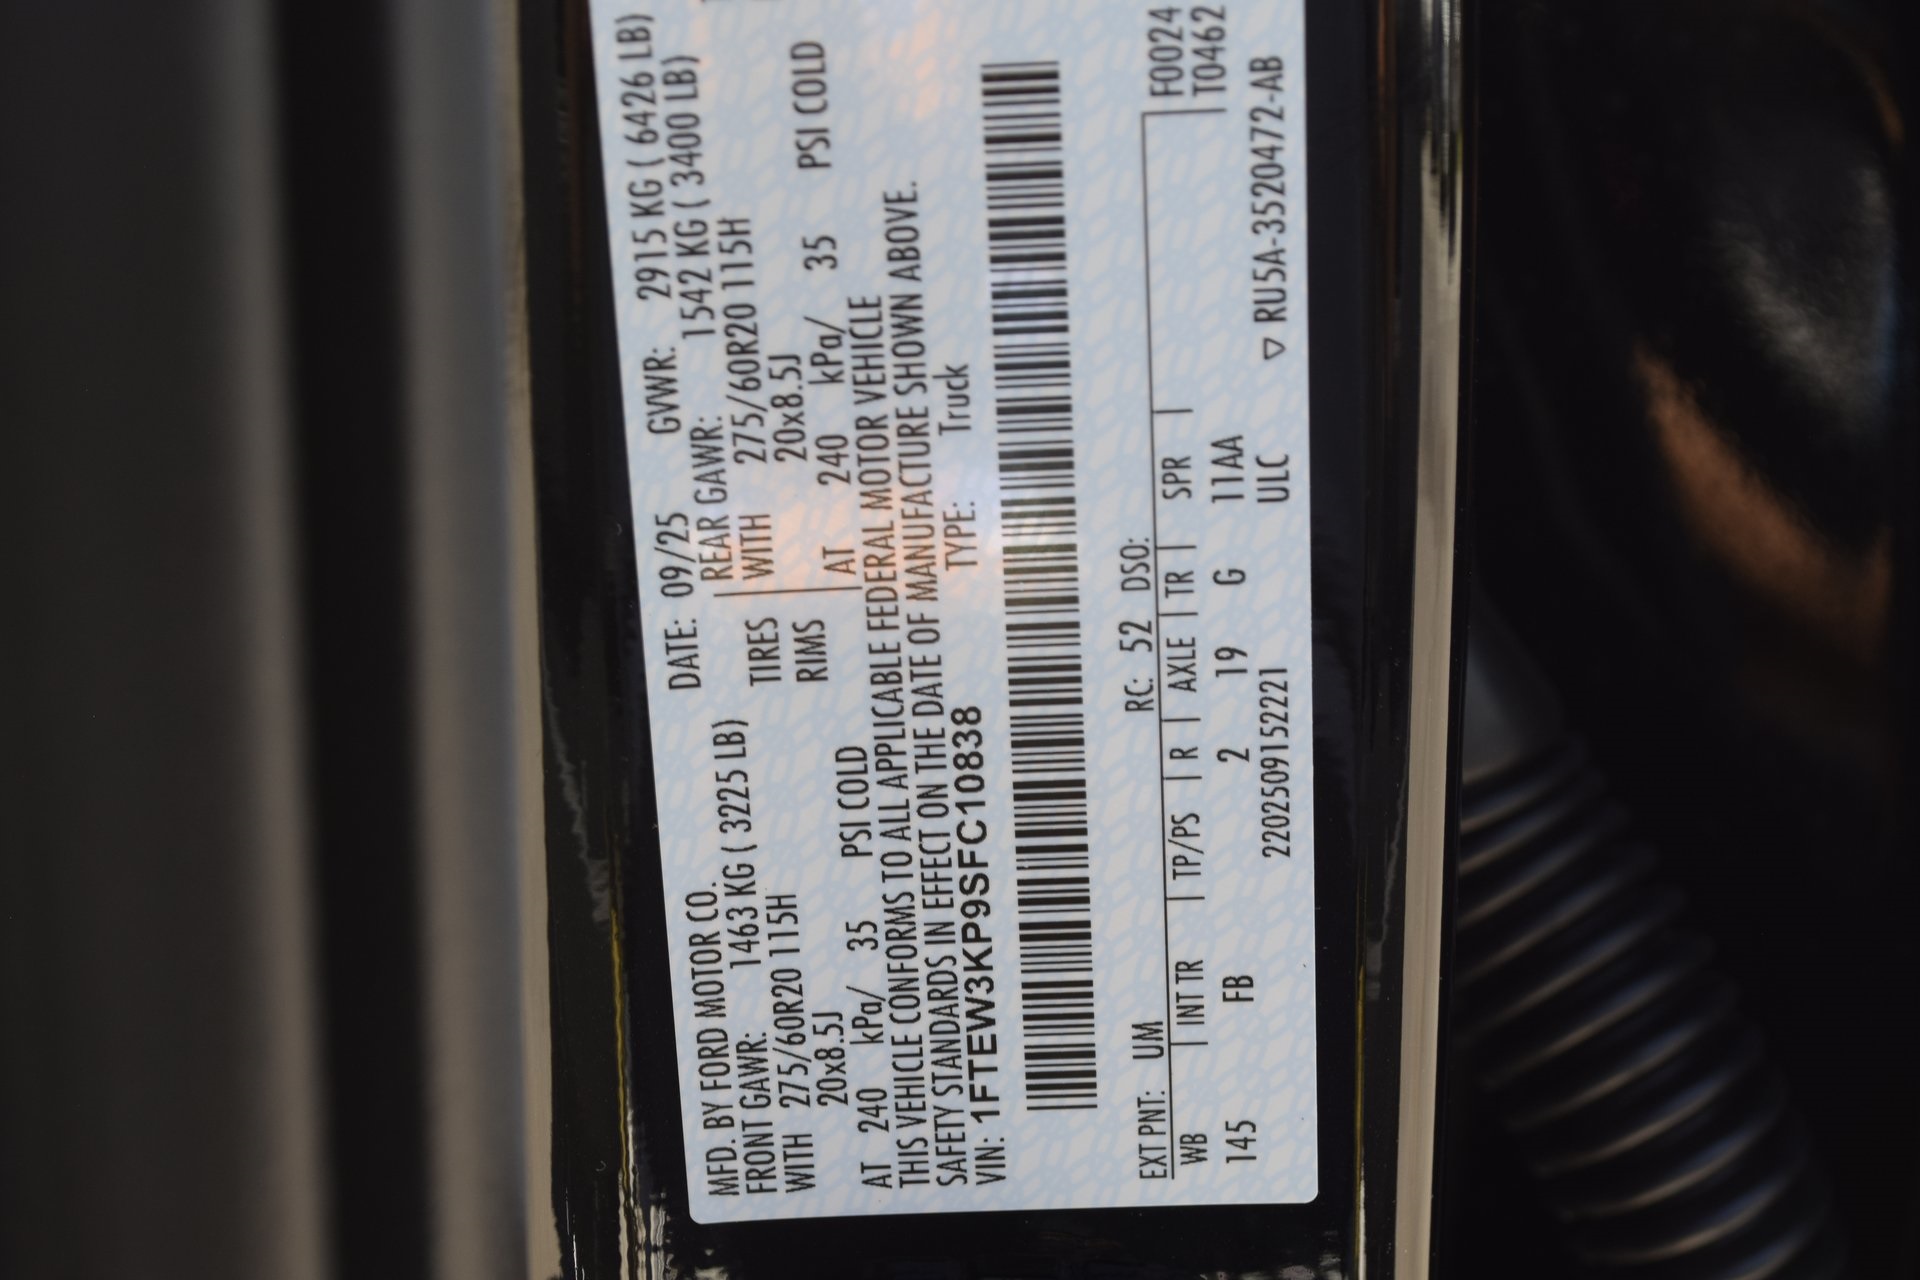 MFD. BY FORD MOTOR CO. DATE: 09/25 GVWR: 2915 KG ( 6426 LB)
FRONT GAWR: 1463 KG ( 3225 LB) REAR GAWR: 1542 KG ( 3400 LB)
WITH 275/60R20 115H TIRES WITH 275/60R20 115H
20x8.5J RIMS 20x8.5J
AT 240 kPa/ 35 PSI COLD AT 240 kPa/ 35 PSI COLD
THIS VEHICLE CONFORMS TO ALL APPLICABLE FEDERAL MOTOR VEHICLE
SAFETY STANDARDS IN EFFECT ON THE DATE OF MANUFACTURE SHOWN ABOVE.
VIN: 1FTEW3KP9SFC10838 TYPE: Truck
EXT PNT: UM RC: 52 DSO: F0024
WB INT TR TP/PS R AXLE TR SPR T0462
145 FB 2 19 G 11AA
2202509152221 ULC ▽ RU5A-3520472-AB